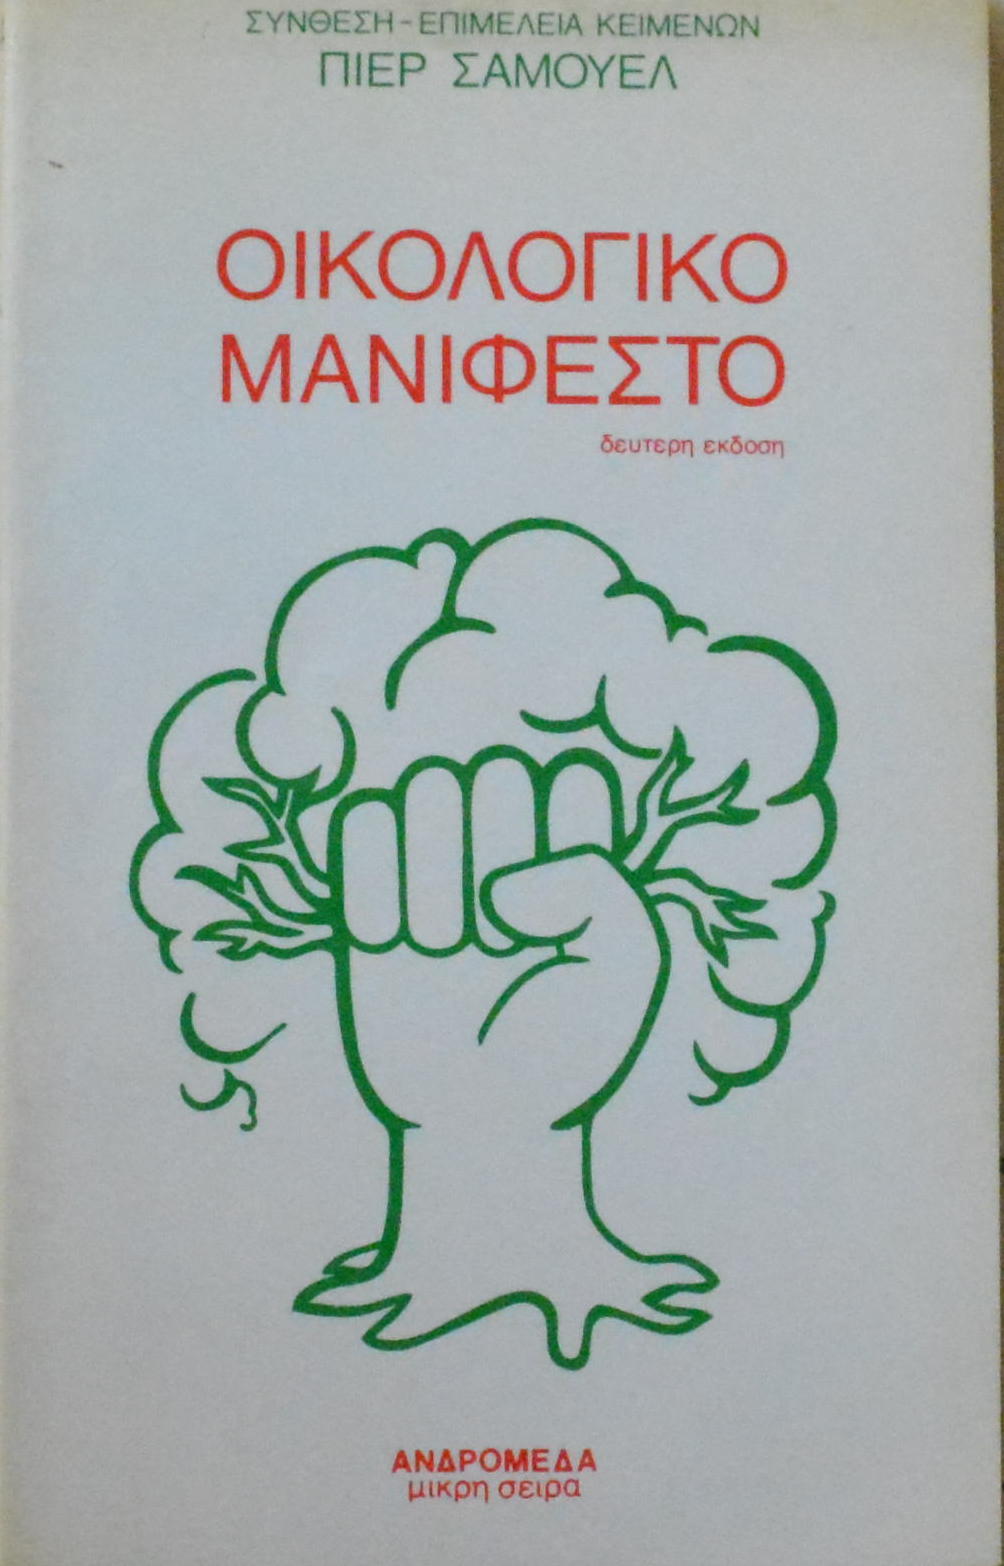 ΣΥΝΘΕΣΗ-ΕΠΙΜΕΛΕΙΑ ΚΕΙΜΕΝΩΝ
ΠΙΕΡ ΣΑΜΟΥΕΛ
ΟΙΚΟΛΟΓΙΚΟ
ΜΑΝΙΦΕΣΤΟ
δευτερη εκδοση
ΑΝΔΡΟΜΕΔΑ
μικρη σειρα